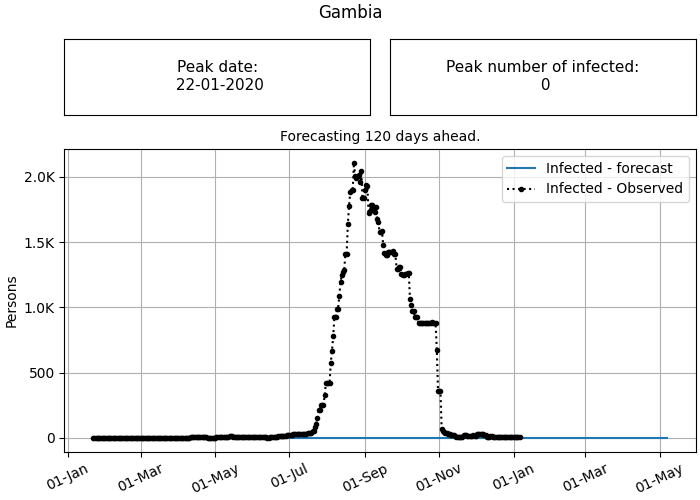 Gambia
Peak date:
22-01-2020
Peak number of infected:
0
Forecasting 120 days ahead.
Infected - forecast
Infected - Observed
2.0K
1.5K
1.0K
500
0
Persons
01-Jan
01-Mar
01-May
01-Jul
01-Sep
01-Nov
01-Jan
01-Mar
01-May